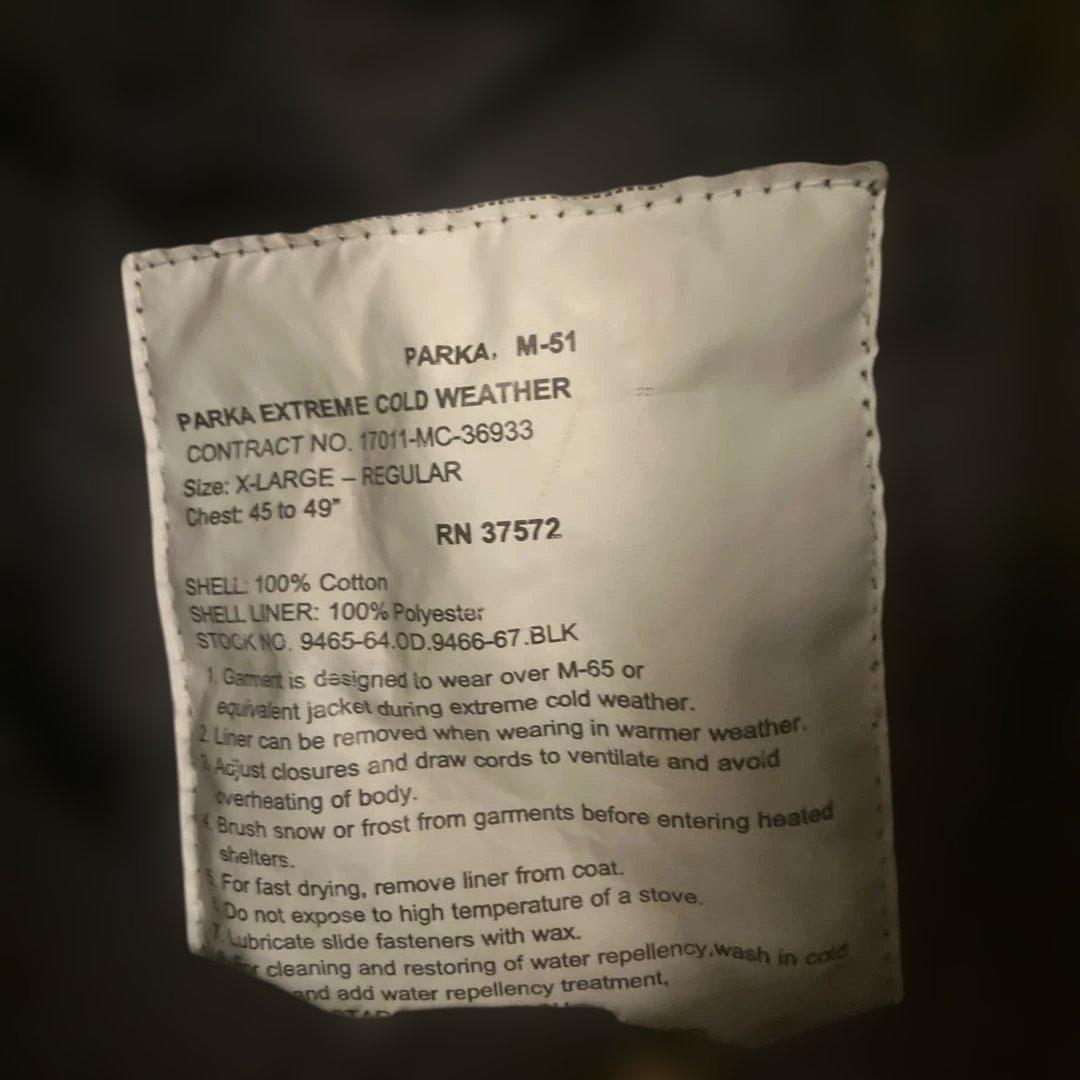 PARKA, M-51
PARKA EXTREME COLD WEATHER
CONTRACT NO. 17011-MC-36933
Size: X-LARGE – REGULAR
Chest: 45 to 49"
RN 37572
SHELL: 100% Cotton
SHELL LINER: 100% Polyester
STOCK NO. 9465-64.0D.9466-67.BLK
1. Garment is designed to wear over M-65 or
equivalent jacket during extreme cold weather.
2. Liner can be removed when wearing in warmer weather.
3. Adjust closures and draw cords to ventilate and avoid
overheating of body.
4. Brush snow or frost from garments before entering heated
shelters.
5. For fast drying, remove liner from coat.
6. Do not expose to high temperature of a stove.
7. Lubricate slide fasteners with wax.
8. For cleaning and restoring of water repellency.wash in cold
and add water repellency treatment,